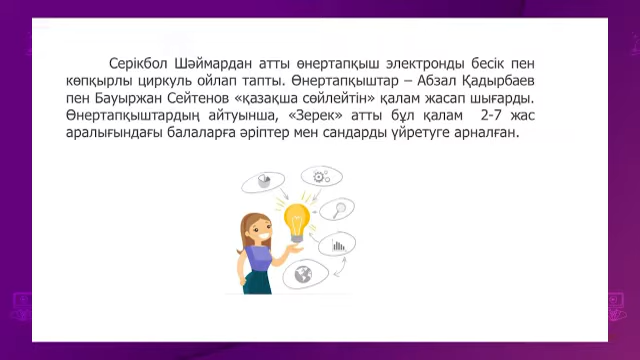 Серікбол Шәймардан атты өнертапқыш электронды бесік пен
көпқырлы циркуль ойлап тапты. Өнертапқыштар – Абзал Қадырбаев
пен Бауыржан Сейтенов «қазақша сөйлейтін» қалам жасап шығарды.
Өнертапқыштардың айтуынша, «Зерек» атты бұл қалам 2-7 жас
аралығындағы балаларға әріптер мен сандарды үйретуге арналған.